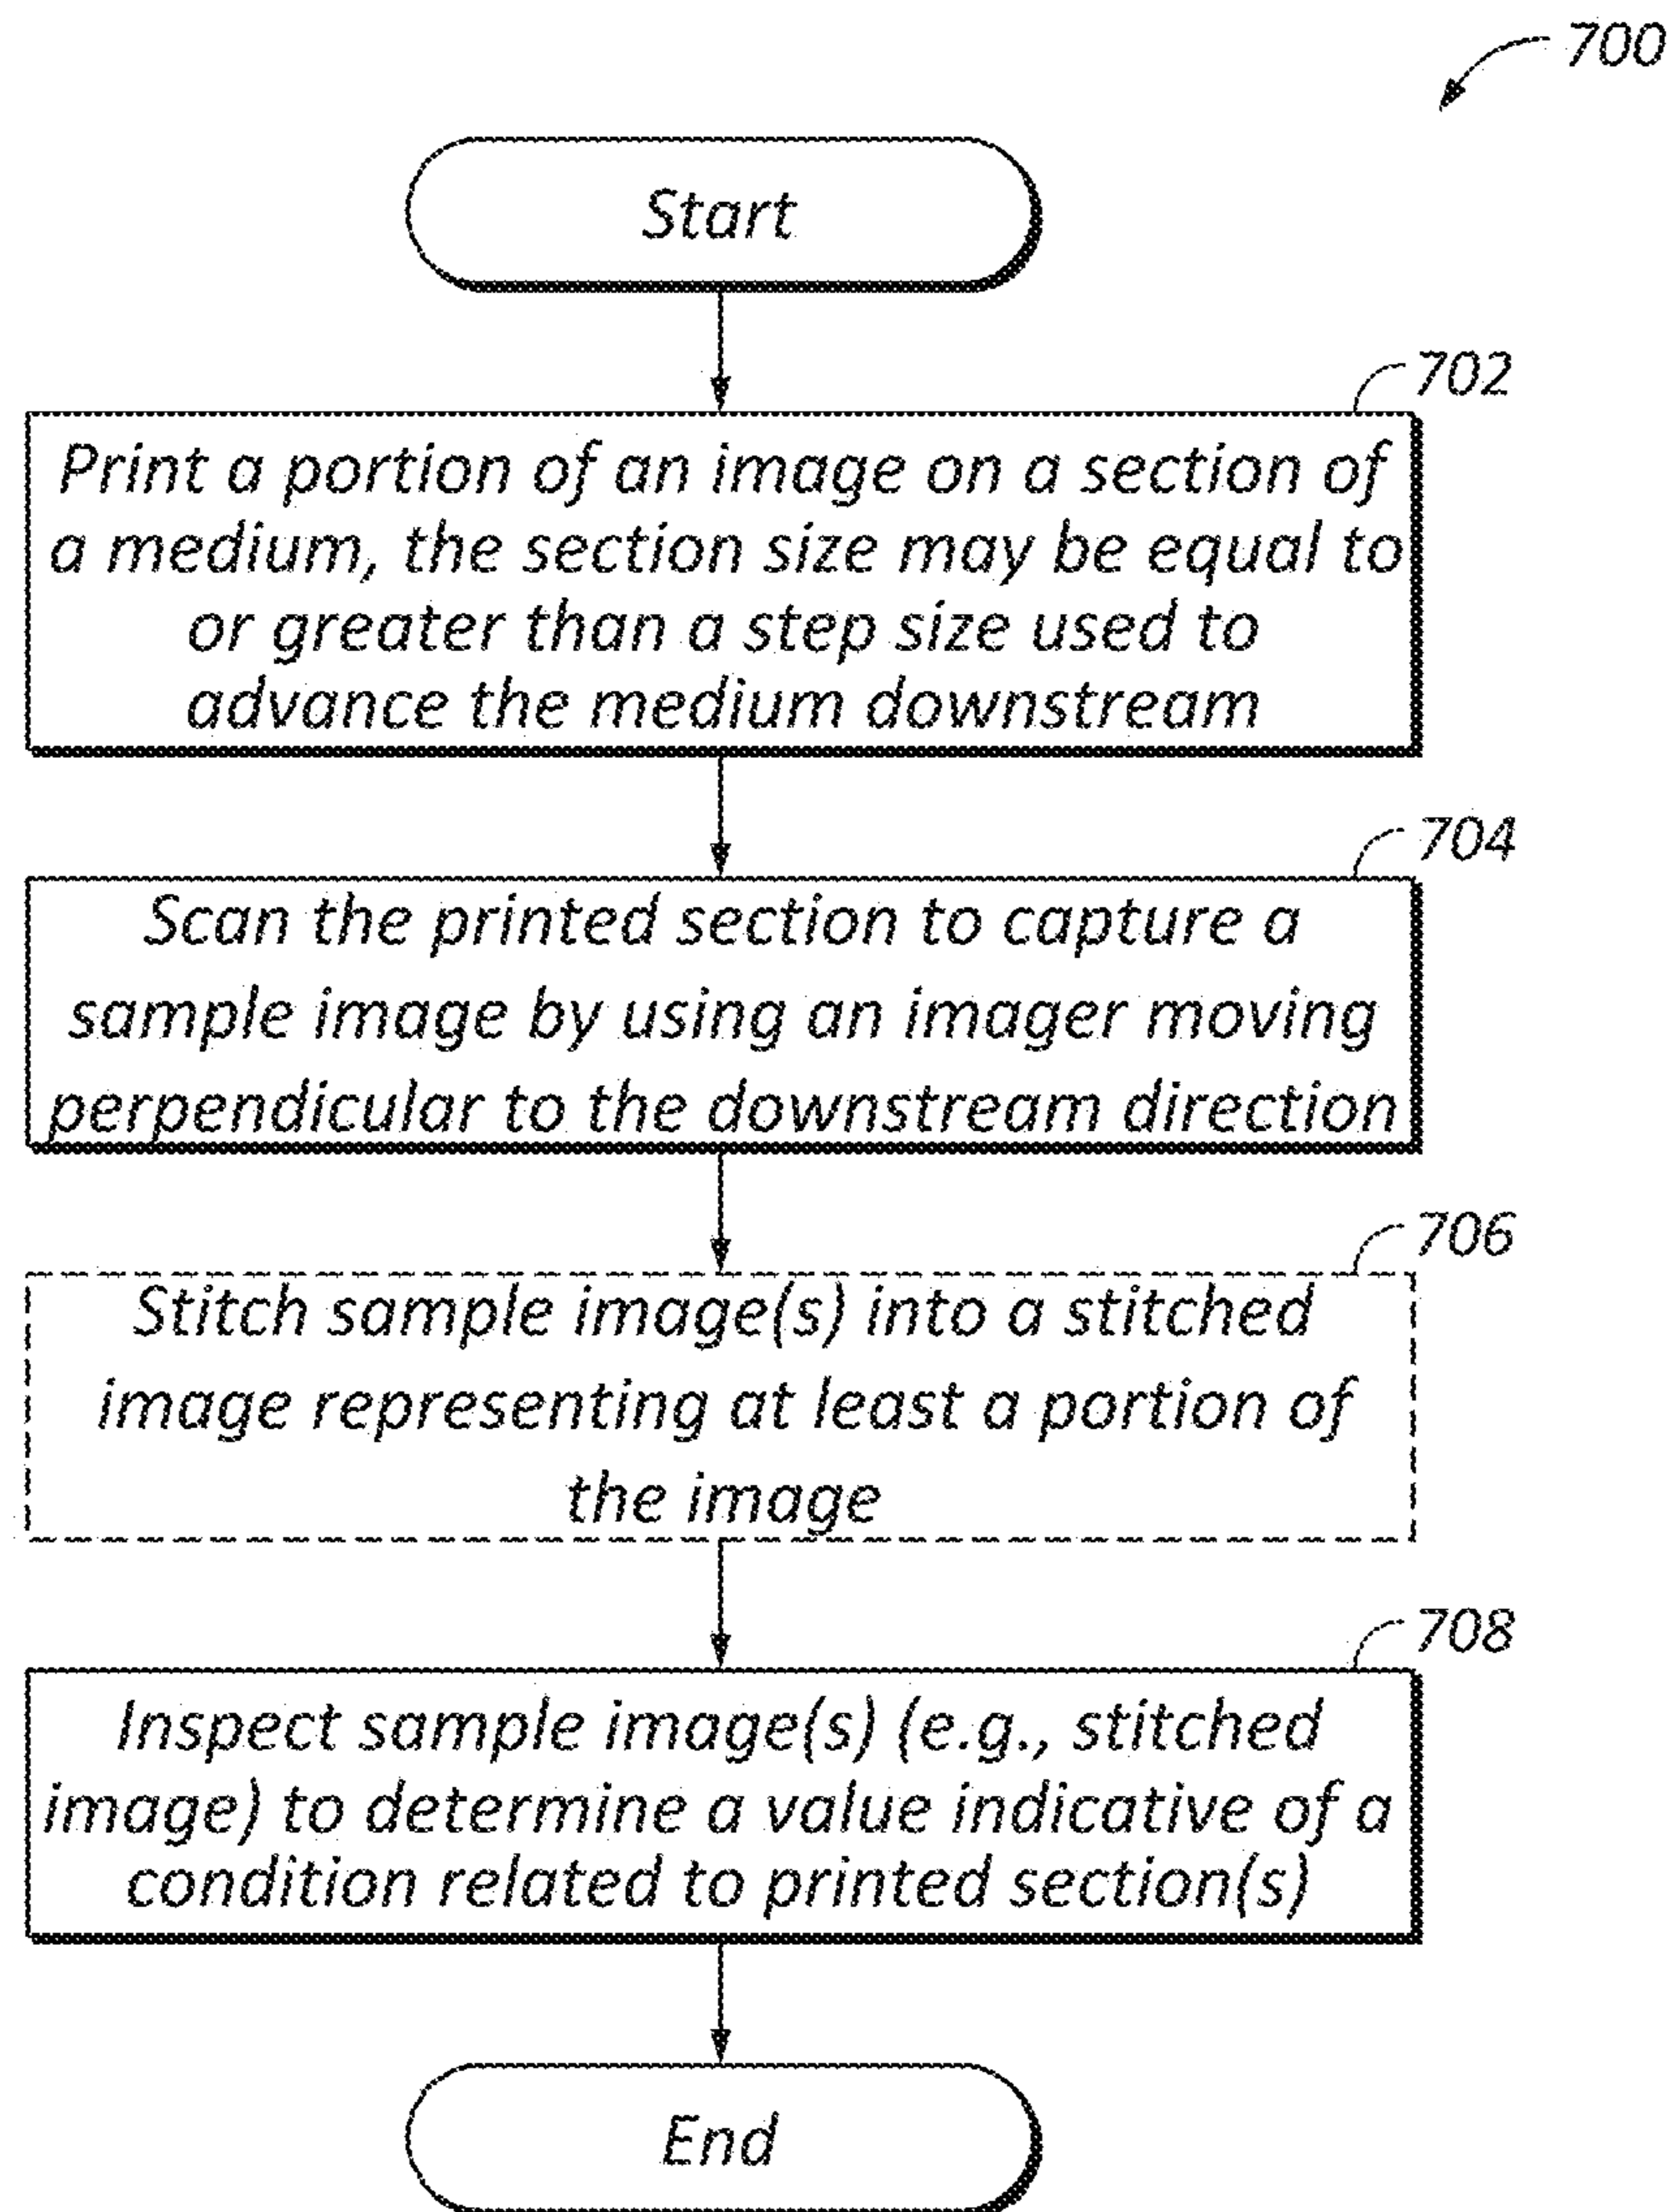 700
Start
702
Print a portion of an image on a section of
a medium, the section size may be equal to
or greater than a step size used to
advance the medium downstream
704
Scan the printed section to capture a
sample image by using an imager moving
perpendicular to the downstream direction
706
Stitch sample image(s) into a stitched
image representing at least a portion of
the image
708
Inspect sample image(s) (e.g., stitched
image) to determine a value indicative of a
condition related to printed section(s)
End